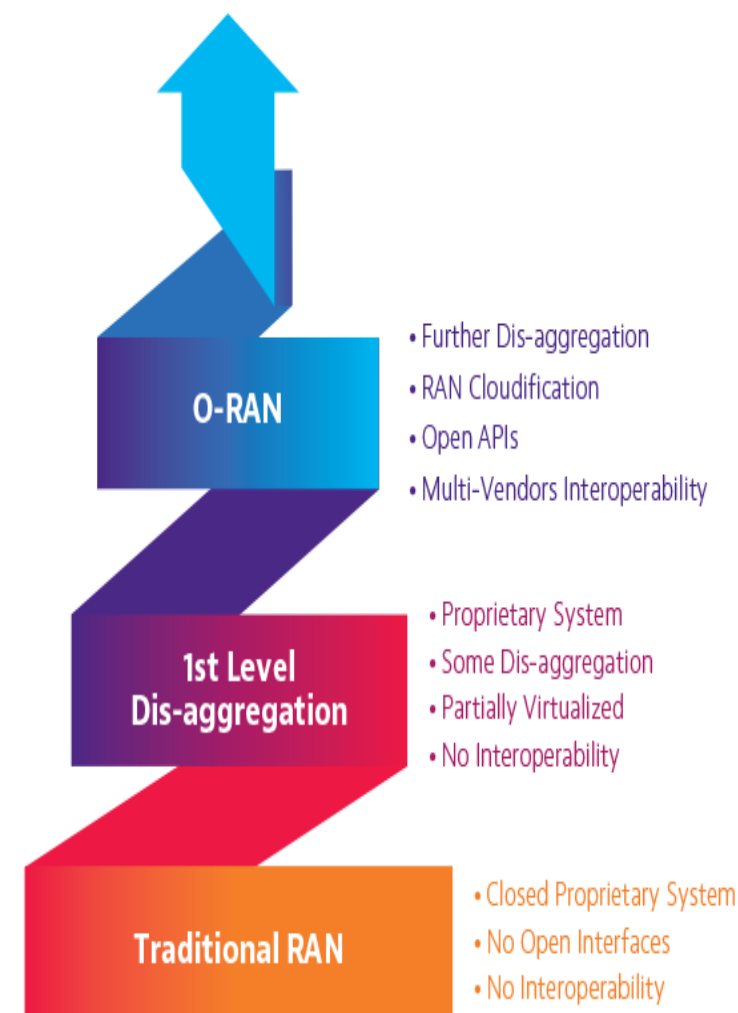 O-RAN
• Further Dis-aggregation
• RAN Cloudification
• Open APIs
• Multi-Vendors Interoperability
1st Level
Dis-aggregation
• Proprietary System
• Some Dis-aggregation
• Partially Virtualized
• No Interoperability
Traditional RAN
• Closed Proprietary System
• No Open Interfaces
• No Interoperability